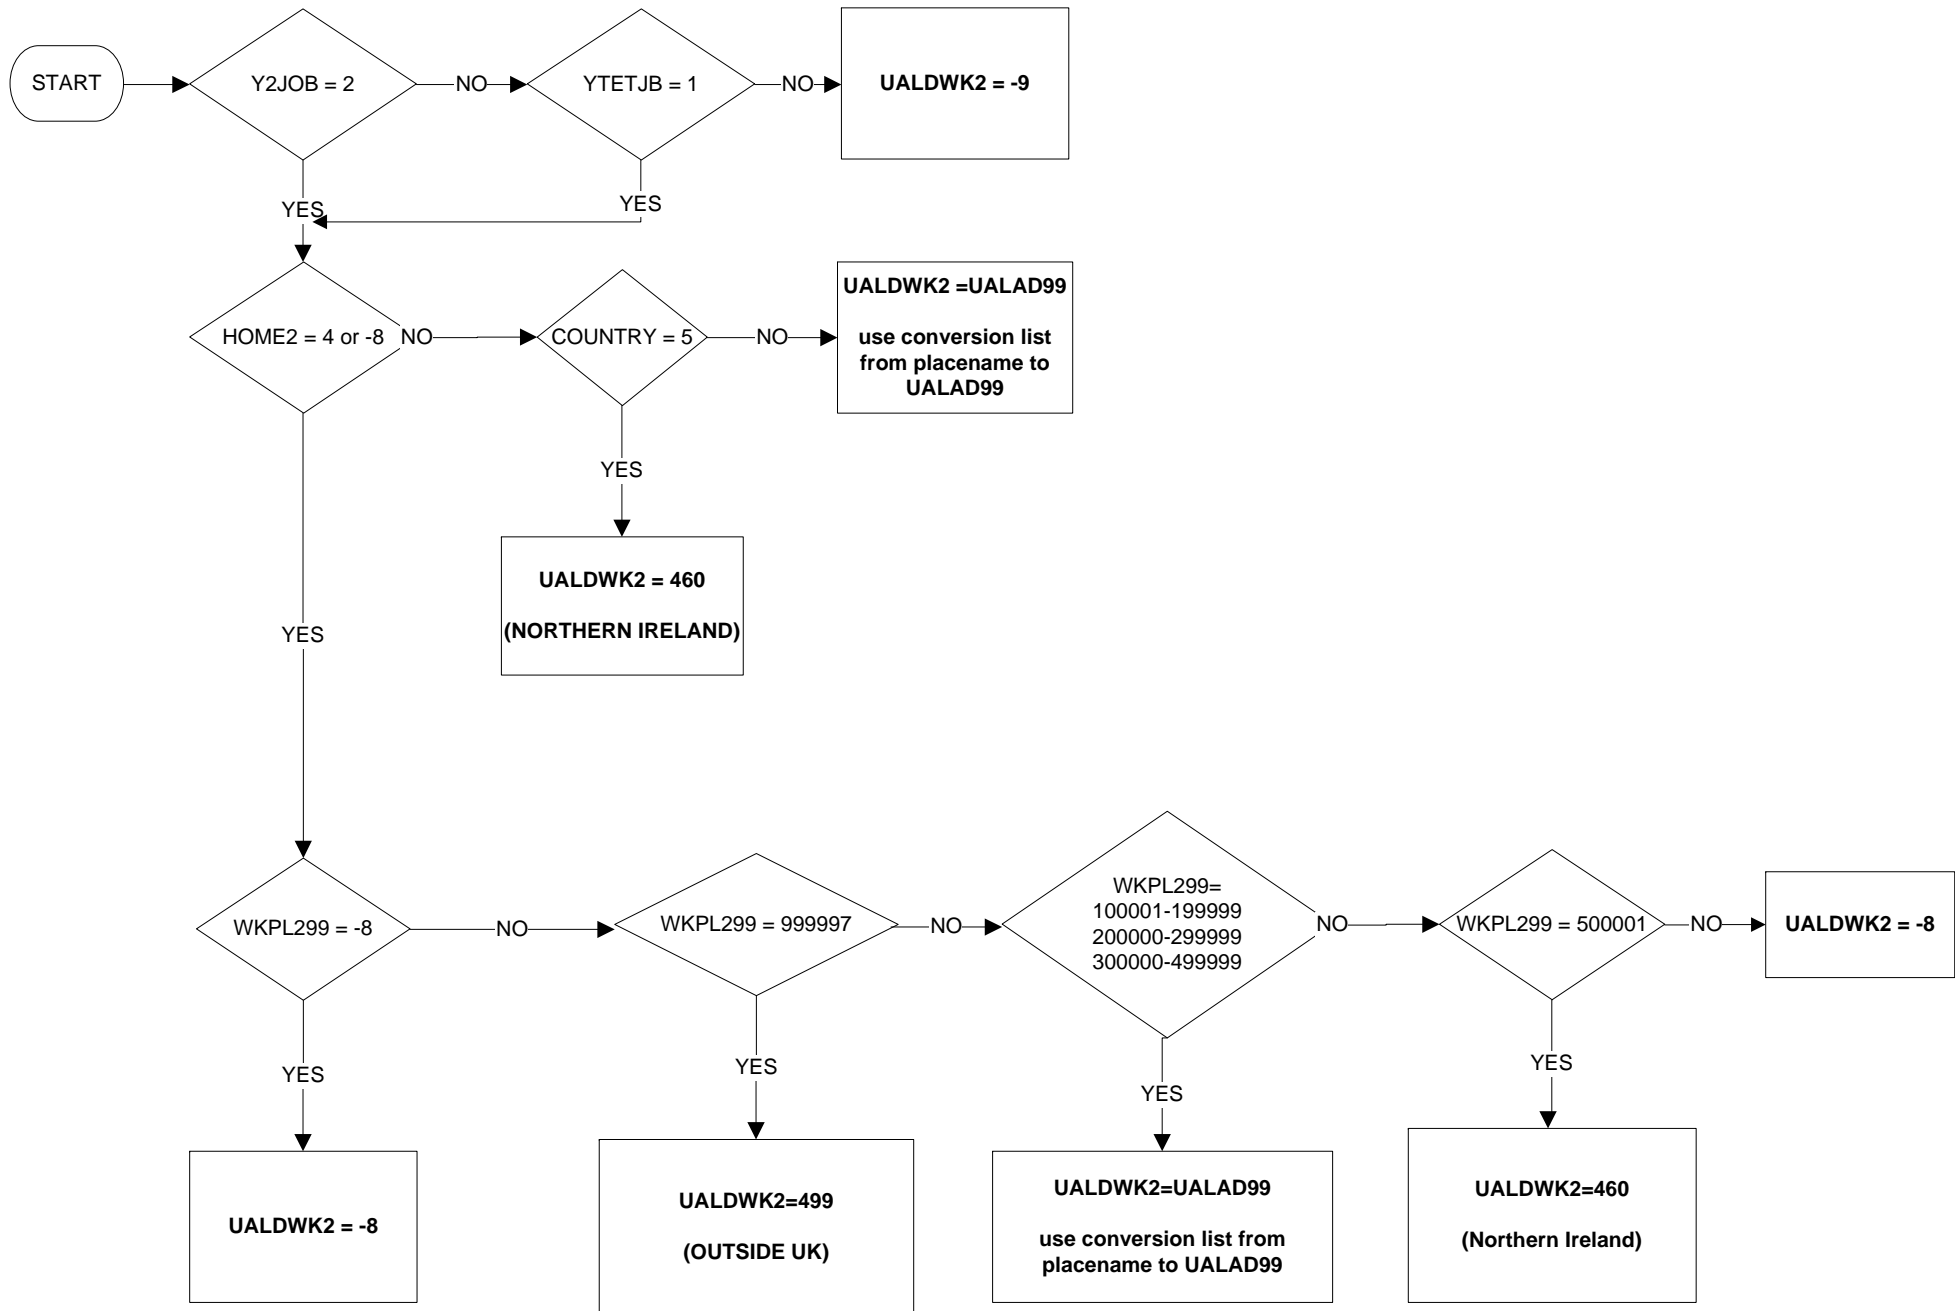 START
Y2JOB = 2
NO
YTETJB = 1
NO
UALDWK2 = -9
YES
YES
HOME2 = 4 or -8
NO
COUNTRY = 5
NO
UALDWK2 =UALAD99
use conversion list
from placename to
UALAD99
YES
UALDWK2 = 460
(NORTHERN IRELAND)
YES
WKPL299 = -8
NO
WKPL299 = 999997
NO
WKPL299=
100001-199999
200000-299999
300000-499999
NO
WKPL299 = 500001
NO
UALDWK2 = -8
YES
YES
YES
YES
UALDWK2 = -8
UALDWK2=499
(OUTSIDE UK)
UALDWK2=UALAD99
use conversion list from
placename to UALAD99
UALDWK2=460
(Northern Ireland)